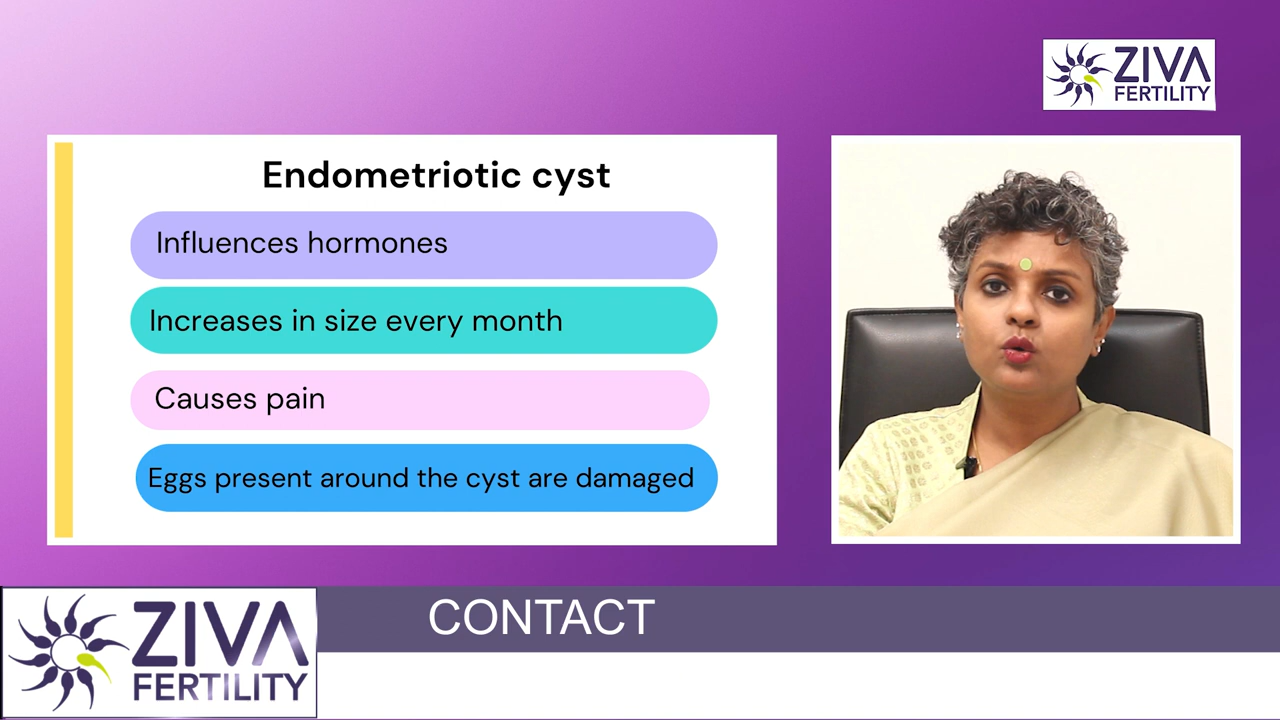 ZIVA
FERTILITY
Endometriotic cyst
Influences hormones
Increases in size every month
Causes pain
Eggs present around the cyst are damaged
ZIVA
FERTILITY
CONTACT